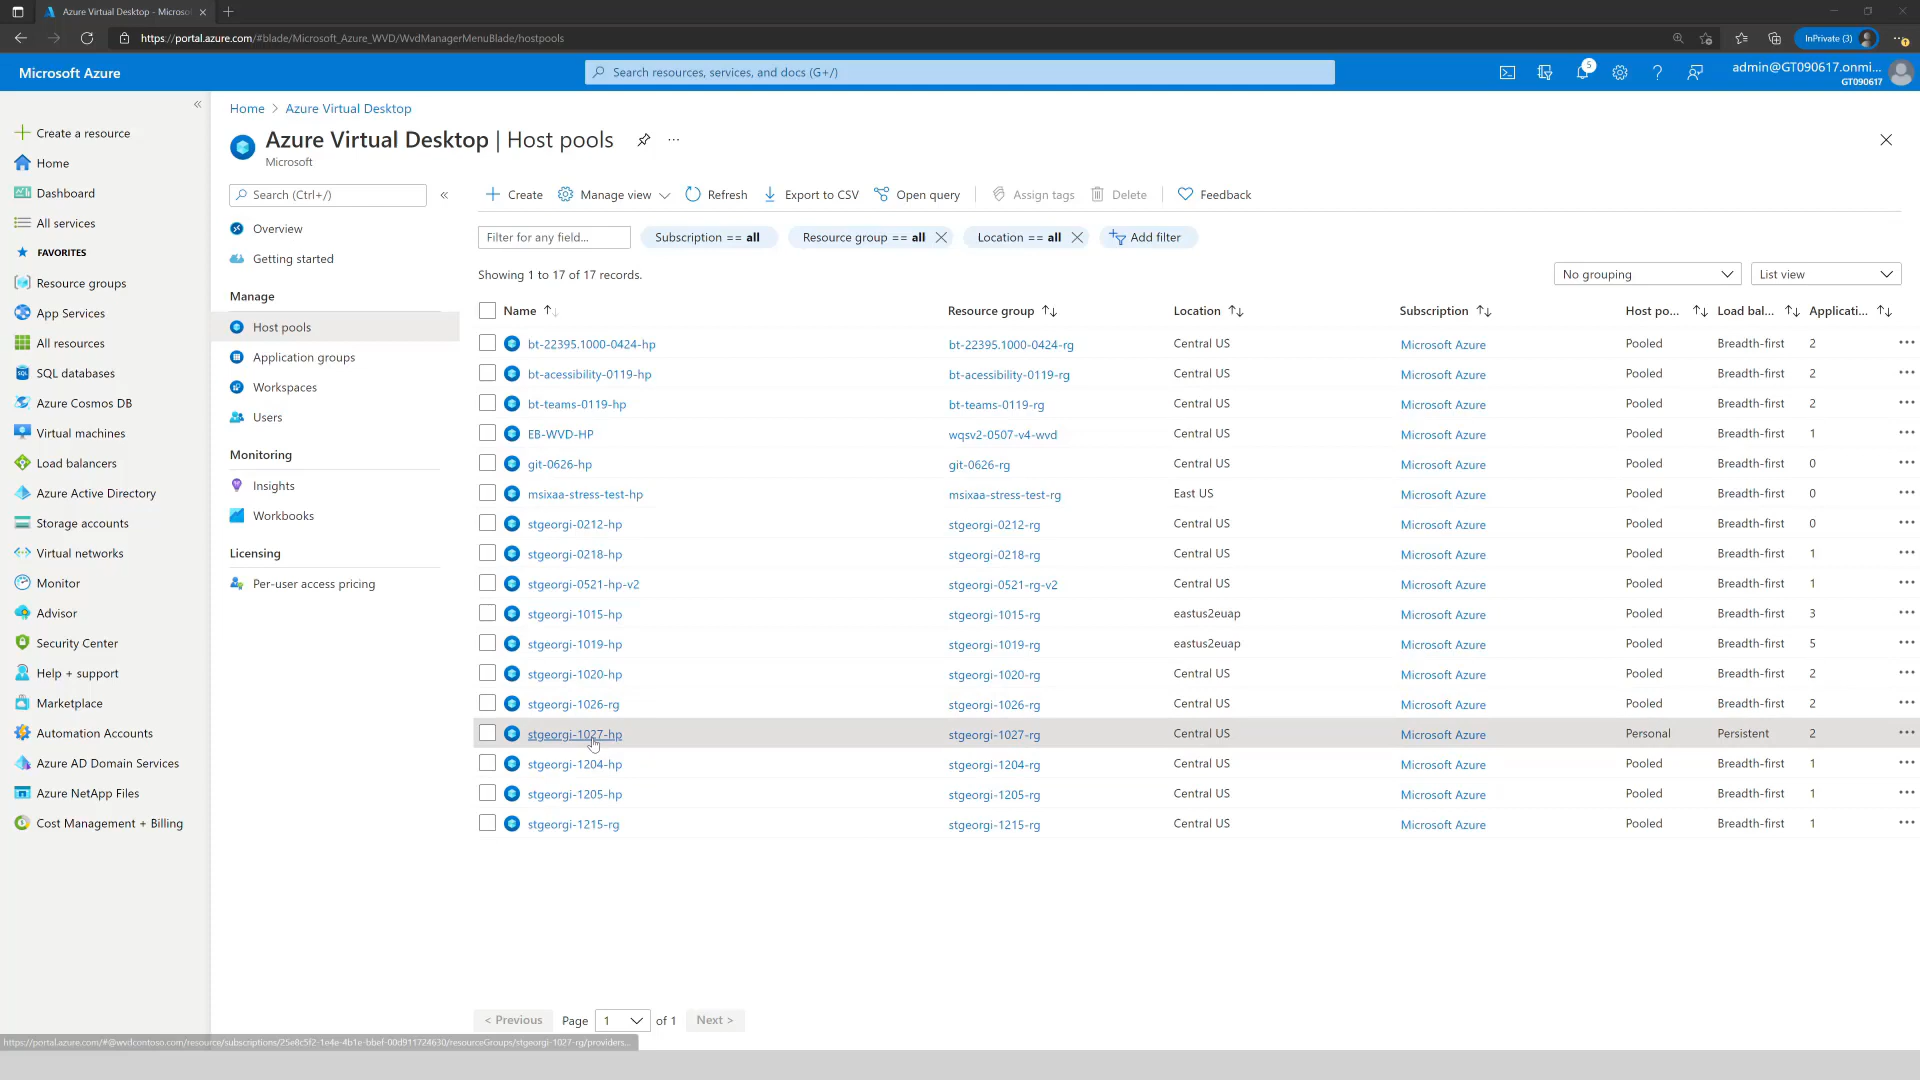 Azure Virtual Desktop - Microso
https://portal.azure.com/#blade/Microsoft_Azure_WVD/WvdManagerMenuBlade/hostpools
InPrivate (3)
Microsoft Azure
Search resources, services, and docs (G+/)
5
admin@GT090617.onmi...
GT090617
Create a resource
Home
Dashboard
All services
FAVORITES
Resource groups
App Services
All resources
SQL databases
Azure Cosmos DB
Virtual machines
Load balancers
Azure Active Directory
Storage accounts
Virtual networks
Monitor
Advisor
Security Center
Help + support
Marketplace
Automation Accounts
Azure AD Domain Services
Azure NetApp Files
Cost Management + Billing
Home > Azure Virtual Desktop
Azure Virtual Desktop | Host pools
Microsoft
Search (Ctrl+/)
Overview
Getting started
Manage
Host pools
Application groups
Workspaces
Users
Monitoring
Insights
Workbooks
Licensing
Per-user access pricing
Create Manage view Refresh Export to CSV Open query Assign tags Delete Feedback
Filter for any field... Subscription == all Resource group == all Location == all Add filter
Showing 1 to 17 of 17 records.
No grouping List view
Name Resource group Location Subscription Host po... Load bal... Applicati...
bt-22395.1000-0424-hp bt-22395.1000-0424-rg Central US Microsoft Azure Pooled Breadth-first 2
bt-acessibility-0119-hp bt-acessibility-0119-rg Central US Microsoft Azure Pooled Breadth-first 2
bt-teams-0119-hp bt-teams-0119-rg Central US Microsoft Azure Pooled Breadth-first 2
EB-WVD-HP wqsv2-0507-v4-wvd Central US Microsoft Azure Pooled Breadth-first 1
git-0626-hp git-0626-rg Central US Microsoft Azure Pooled Breadth-first 0
msixaa-stress-test-hp msixaa-stress-test-rg East US Microsoft Azure Pooled Breadth-first 0
stgeorgi-0212-hp stgeorgi-0212-rg Central US Microsoft Azure Pooled Breadth-first 0
stgeorgi-0218-hp stgeorgi-0218-rg Central US Microsoft Azure Pooled Breadth-first 1
stgeorgi-0521-hp-v2 stgeorgi-0521-rg-v2 Central US Microsoft Azure Pooled Breadth-first 1
stgeorgi-1015-hp stgeorgi-1015-rg eastus2euap Microsoft Azure Pooled Breadth-first 3
stgeorgi-1019-hp stgeorgi-1019-rg eastus2euap Microsoft Azure Pooled Breadth-first 5
stgeorgi-1020-hp stgeorgi-1020-rg Central US Microsoft Azure Pooled Breadth-first 2
stgeorgi-1026-rg stgeorgi-1026-rg Central US Microsoft Azure Pooled Breadth-first 2
stgeorgi-1027-hp stgeorgi-1027-rg Central US Microsoft Azure Personal Persistent 2
stgeorgi-1204-hp stgeorgi-1204-rg Central US Microsoft Azure Pooled Breadth-first 1
stgeorgi-1205-hp stgeorgi-1205-rg Central US Microsoft Azure Pooled Breadth-first 1
stgeorgi-1215-rg stgeorgi-1215-rg Central US Microsoft Azure Pooled Breadth-first 1
< Previous Page 1 of 1 Next >
https://portal.azure.com/#@wvdcontoso.com/resource/subscriptions/25e8c5f2-1e4e-4b1e-bbef-00d911724630/resourceGroups/stgeorgi-1027-rg/providers...